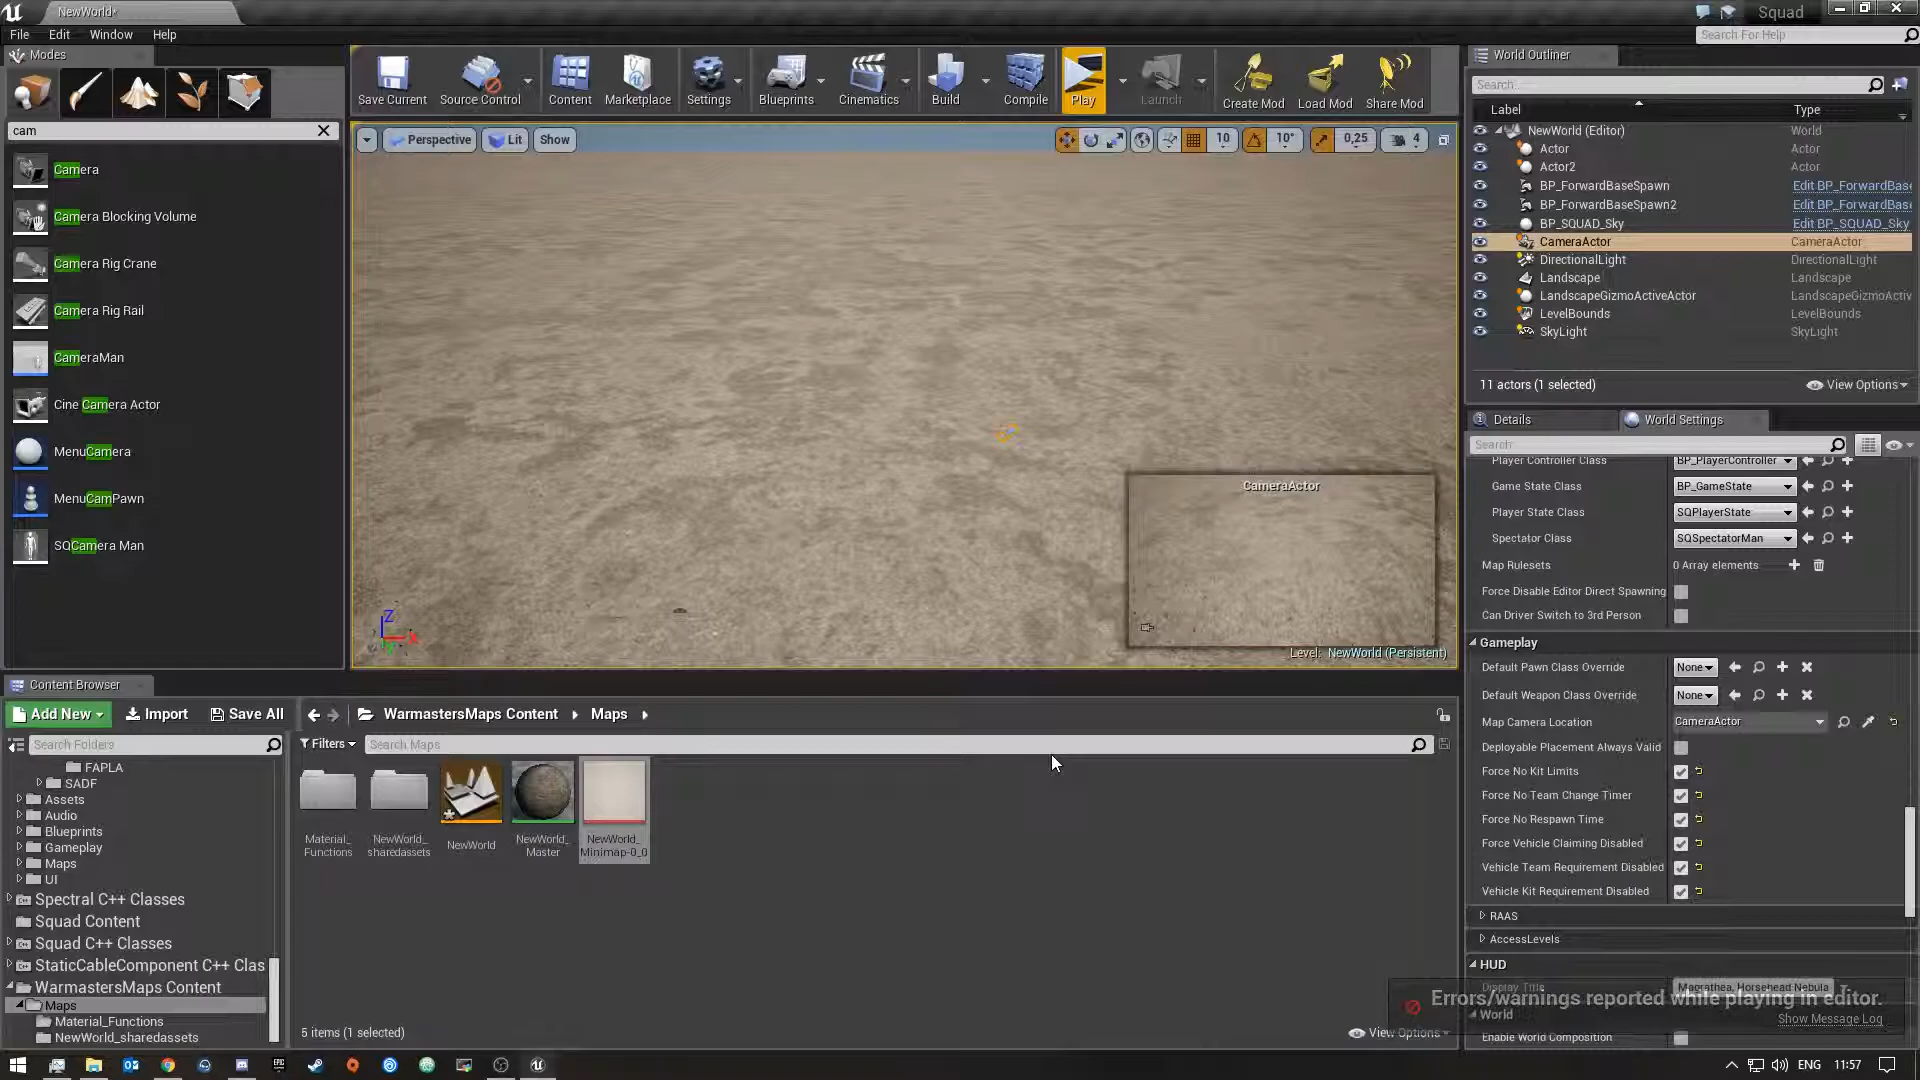 NewWorld*
Squad
File Edit Window Help
Search For Help
Modes
cam
Camera
Camera Blocking Volume
Camera Rig Crane
Camera Rig Rail
CameraMan
Cine Camera Actor
MenuCamera
MenuCamPawn
SQCamera Man
Save Current Source Control Content Marketplace Settings Blueprints Cinematics Build Compile Play Launch Create Mod Load Mod Share Mod
Perspective Lit Show
10 10° 0,25 4
CameraActor
Z
X
Y
Level: NewWorld (Persistent)
World Outliner
Search...
Label Type
NewWorld (Editor) World
Actor Actor
Actor2 Actor
BP_ForwardBaseSpawn Edit BP_ForwardBase
BP_ForwardBaseSpawn2 Edit BP_ForwardBase
BP_SQUAD_Sky Edit BP_SQUAD_Sky
CameraActor CameraActor
DirectionalLight DirectionalLight
Landscape Landscape
LandscapeGizmoActiveActor LandscapeGizmoActiv
LevelBounds LevelBounds
SkyLight SkyLight
11 actors (1 selected) View Options
Details World Settings
Search
Player Controller Class BP_PlayerController
Game State Class BP_GameState
Player State Class SQPlayerState
Spectator Class SQSpectatorMan
Map Rulesets 0 Array elements
Force Disable Editor Direct Spawning
Can Driver Switch to 3rd Person
Gameplay
Default Pawn Class Override None
Default Weapon Class Override None
Map Camera Location CameraActor
Deployable Placement Always Valid
Force No Kit Limits
Force No Team Change Timer
Force No Respawn Time
Force Vehicle Claiming Disabled
Vehicle Team Requirement Disabled
Vehicle Kit Requirement Disabled
RAAS
AccessLevels
HUD
Display Title Magrathea, Horsehead Nebula
Errors/warnings reported while playing in editor.
World
Show Message Log
Enable World Composition
Content Browser
Add New Import Save All WarmastersMaps Content Maps
Search Folders
Filters Search Maps
FAPLA
SADF
Assets
Audio
Blueprints
Gameplay
Maps
UI
Spectral C++ Classes
Squad Content
Squad C++ Classes
StaticCableComponent C++ Clas
WarmastersMaps Content
Maps
Material_Functions
NewWorld_sharedassets
Material_
Functions
NewWorld_
sharedassets
NewWorld
NewWorld_
Master
NewWorld_
Minimap-0_0
5 items (1 selected) View Options
ENG 11:57